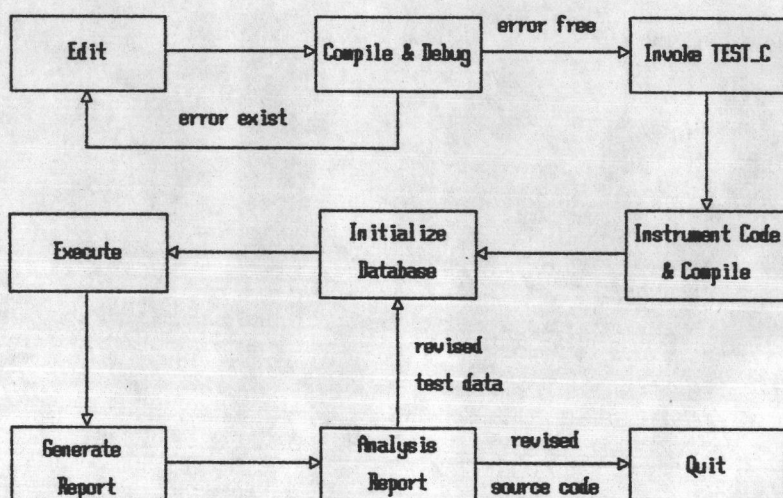 Edit
Compile & Debug
error free
Invoke TEST_C
error exist
Execute
Initialize
Database
Instrument Code
& Compile
revised
test data
Generate
Report
Analysis
Report
revised
source code
Quit